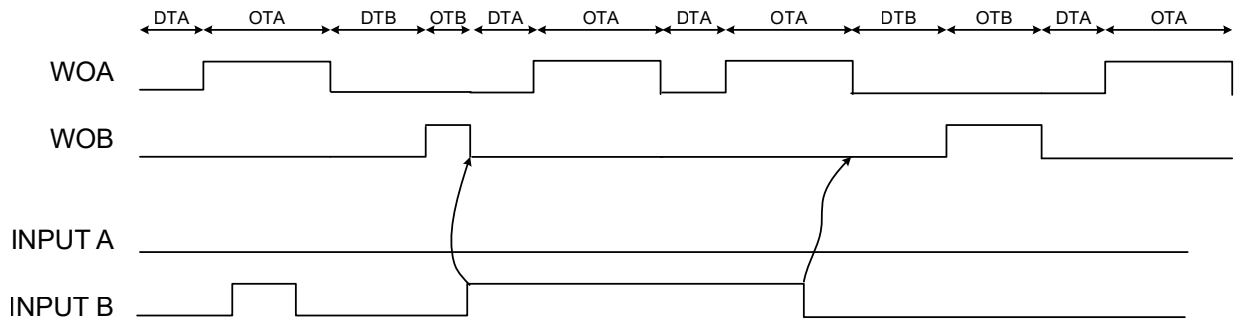 DTA OTA DTB OTB DTA OTA DTA OTA DTB OTB DTA OTA
WOA
WOB
INPUT A
INPUT B